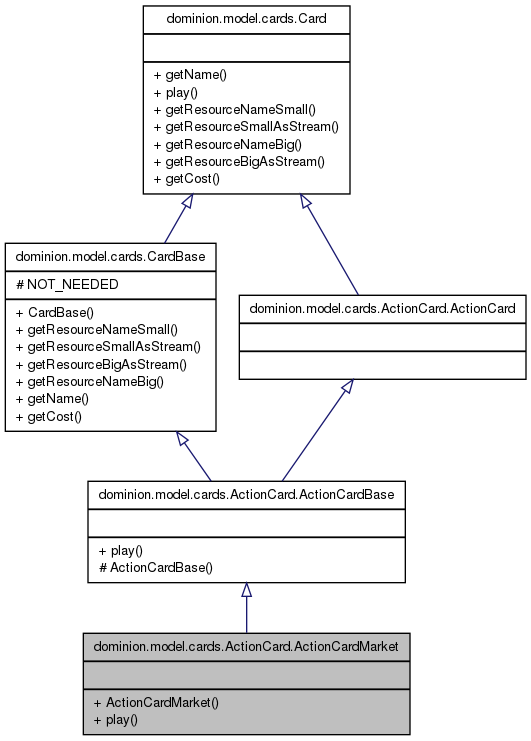 dominion.model.cards.Card
+ getName()
+ play()
+ getResourceNameSmall()
+ getResourceSmallAsStream()
+ getResourceNameBig()
+ getResourceBigAsStream()
+ getCost()
dominion.model.cards.CardBase
# NOT_NEEDED
+ CardBase()
+ getResourceNameSmall()
+ getResourceSmallAsStream()
+ getResourceBigAsStream()
+ getResourceNameBig()
+ getName()
+ getCost()
dominion.model.cards.ActionCard.ActionCard
dominion.model.cards.ActionCard.ActionCardBase
+ play()
# ActionCardBase()
dominion.model.cards.ActionCard.ActionCardMarket
+ ActionCardMarket()
+ play()